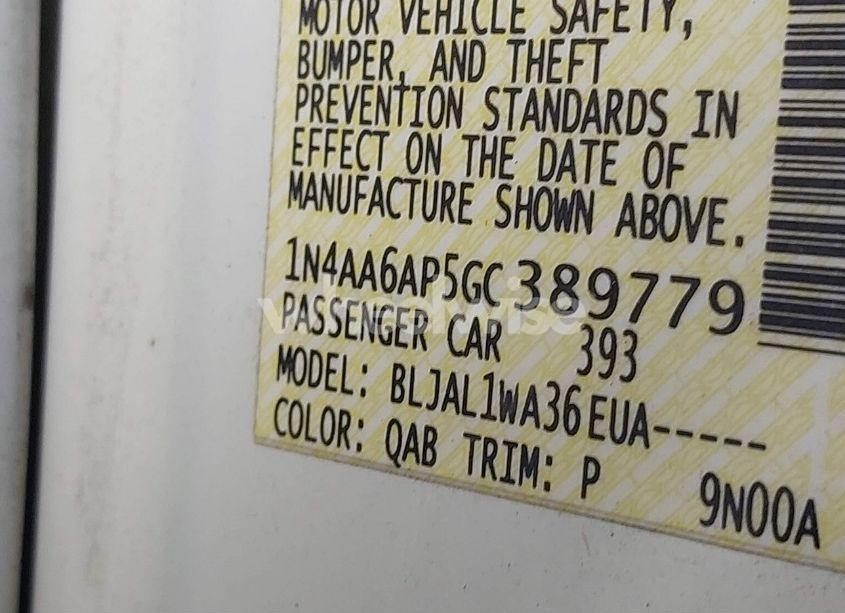 MOTOR VEHICLE SAFETY,
BUMPER, AND THEFT
PREVENTION STANDARDS IN
EFFECT ON THE DATE OF
MANUFACTURE SHOWN ABOVE.
1N4AA6AP5GC389779
PASSENGER CAR 393
MODEL: BLJAL1WA36EUA-----
COLOR: QAB TRIM: P 9N00A